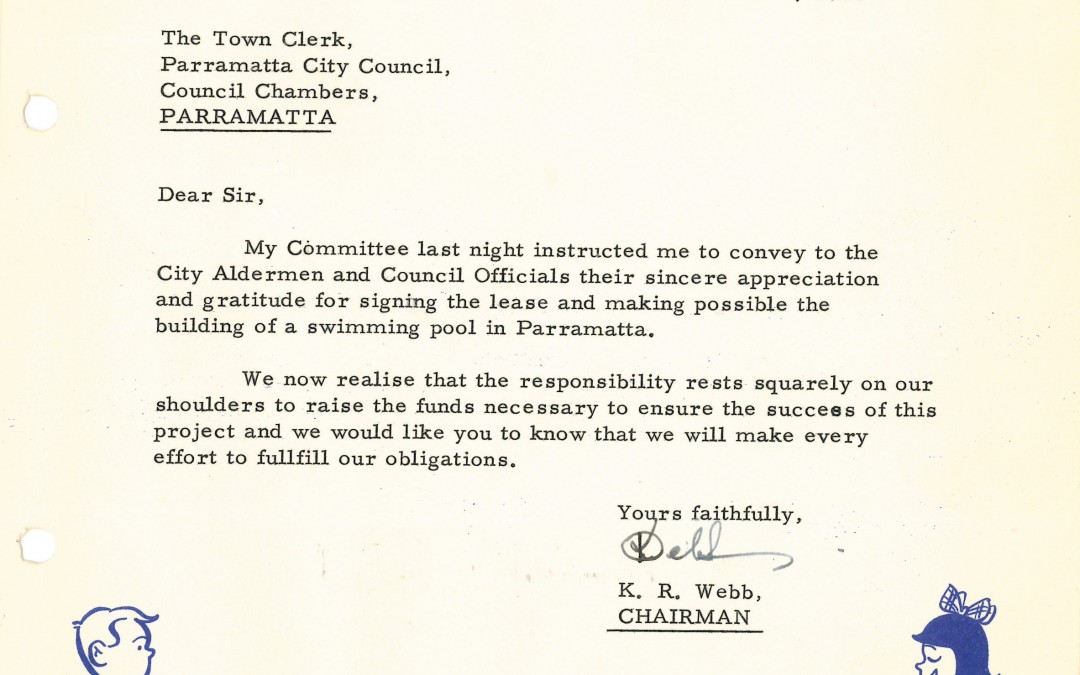 The Town Clerk,
Parramatta City Council,
Council Chambers,
PARRAMATTA
Dear Sir,
My Committee last night instructed me to convey to the
City Aldermen and Council Officials their sincere appreciation
and gratitude for signing the lease and making possible the
building of a swimming pool in Parramatta.
We now realise that the responsibility rests squarely on our
shoulders to raise the funds necessary to ensure the success of this
project and we would like you to know that we will make every
effort to fullfill our obligations.
Yours faithfully,
K. R. Webb,
CHAIRMAN